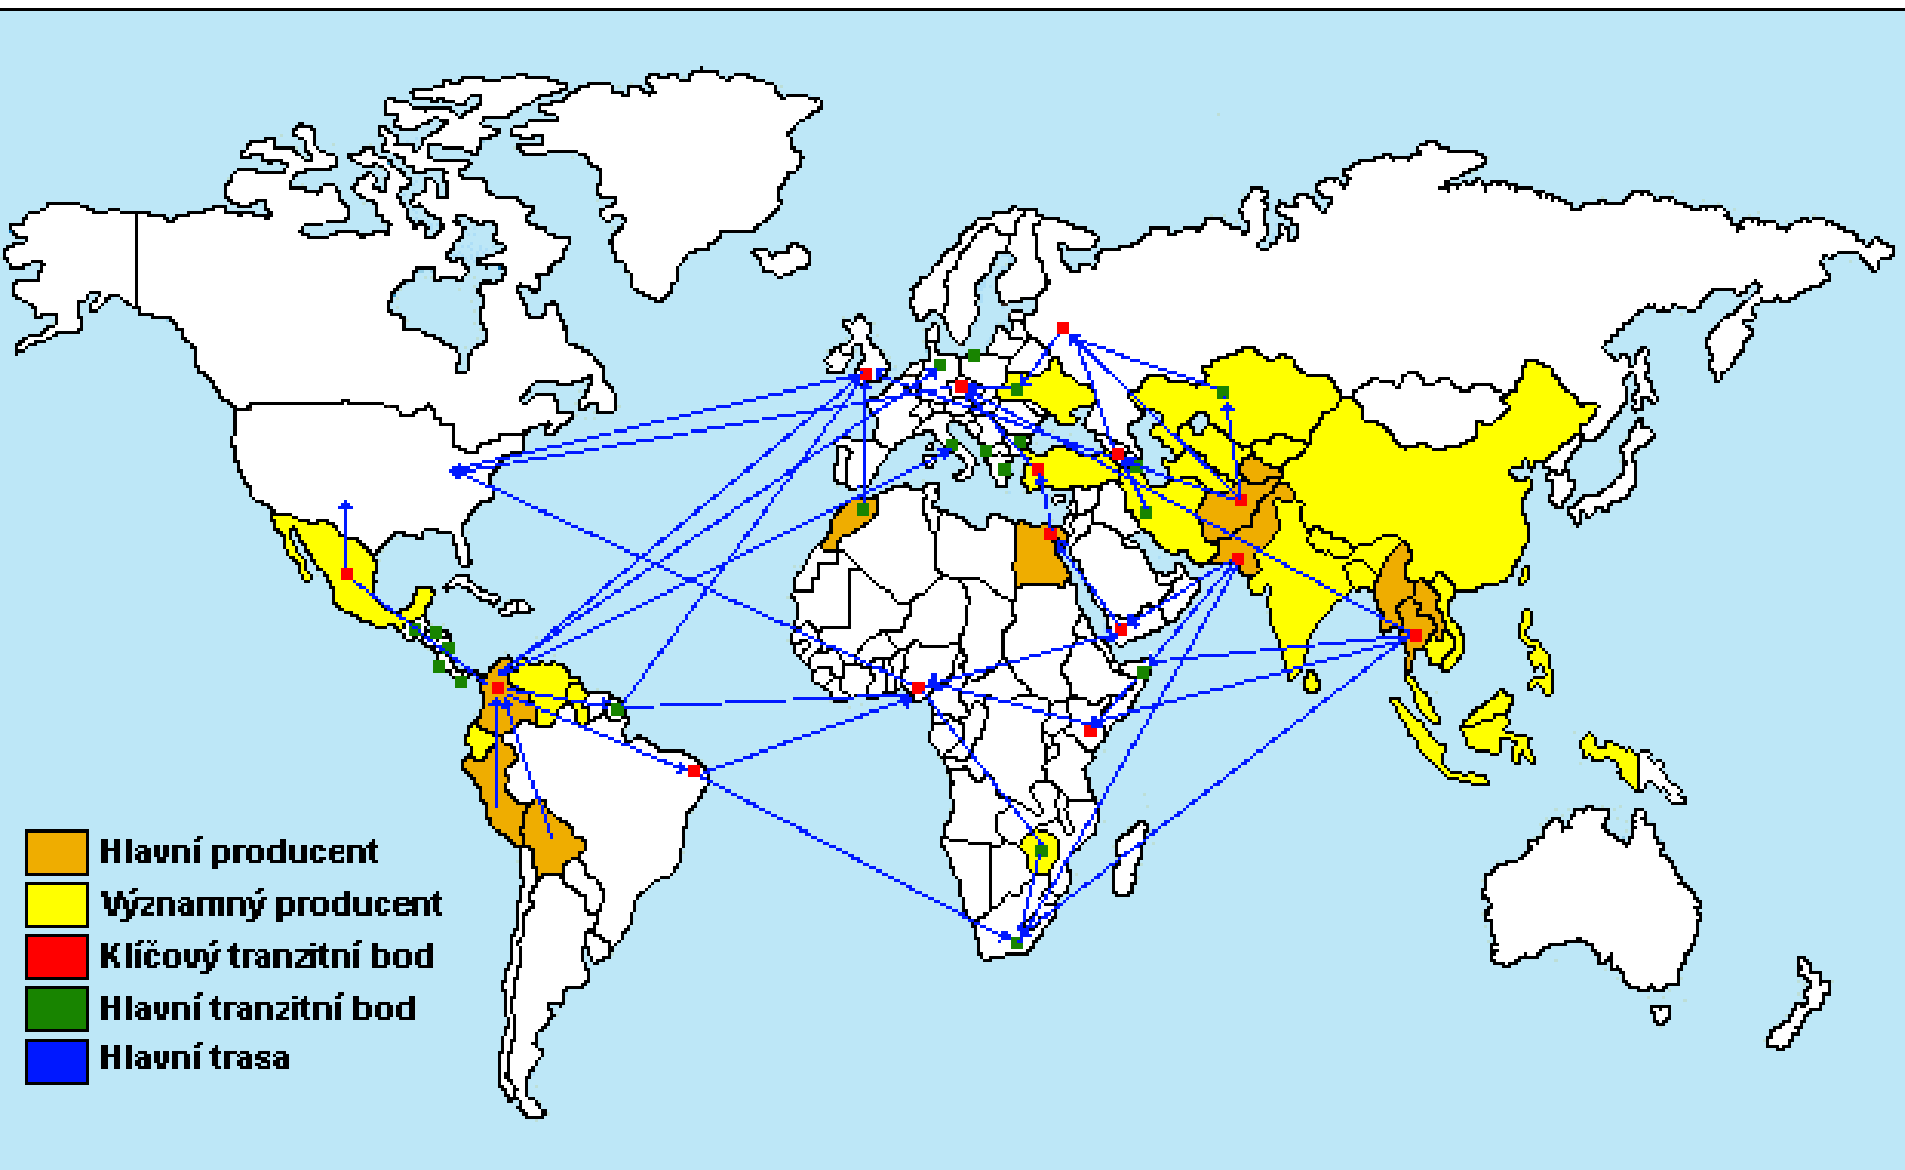 Hlavní producent
Významný producent
Klíčový tranzitní bod
Hlavní tranzitní bod
Hlavní trasa